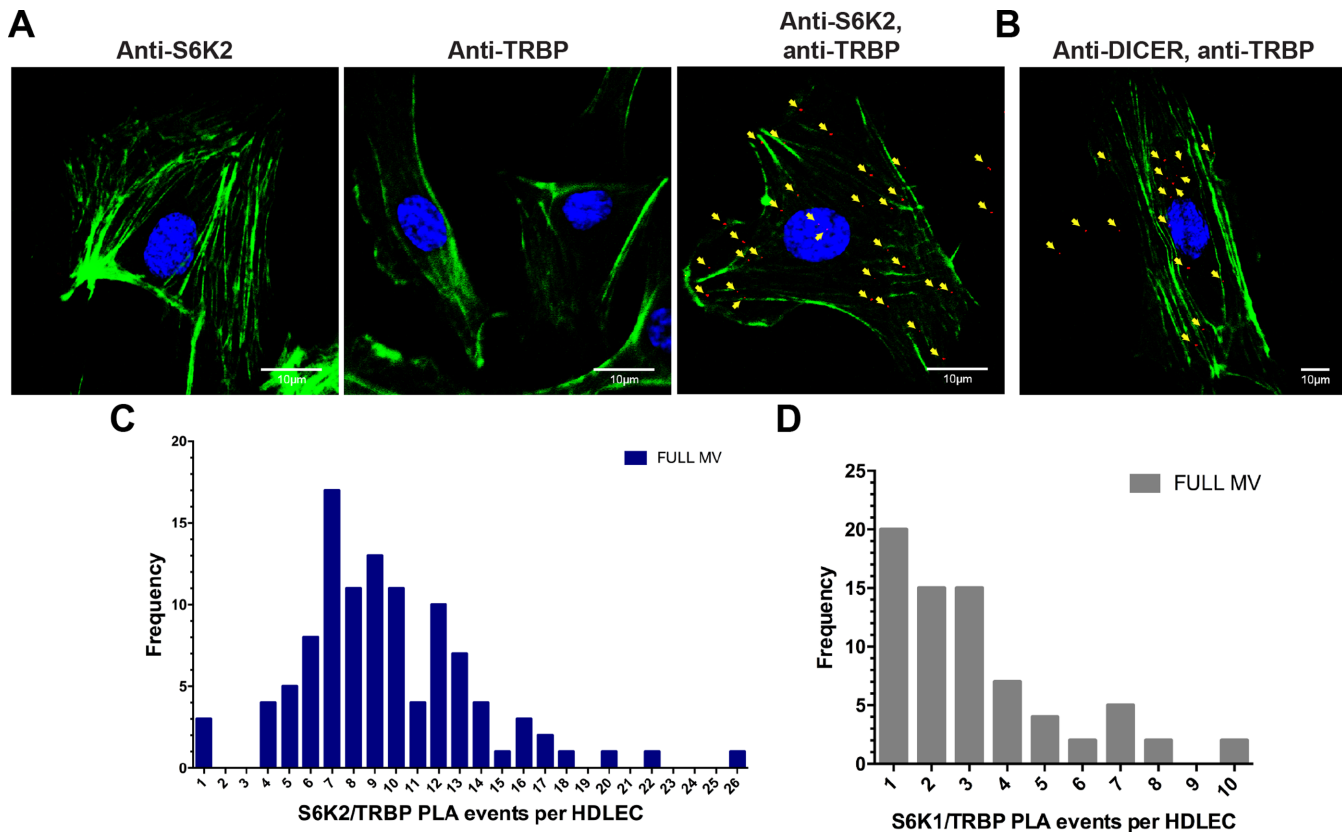 A
Anti-S6K2
Anti-TRBP
Anti-S6K2,
anti-TRBP
B
Anti-DICER, anti-TRBP
10µm
10µm
10µm
10µm
C
FULL MV
Frequency
20
15
10
5
0
1 2 3 4 5 6 7 8 9 10 11 12 13 14 15 16 17 18 19 20 21 22 23 24 25 26
S6K2/TRBP PLA events per HDLEC
D
FULL MV
Frequency
25
20
15
10
5
0
1 2 3 4 5 6 7 8 9 10
S6K1/TRBP PLA events per HDLEC